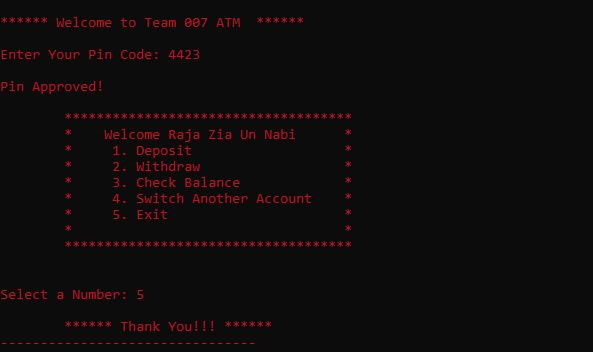 ****** Welcome to Team 007 ATM  ******
Enter Your Pin Code: 4423
Pin Approved!
************************************
*    Welcome Raja Zia Un Nabi      *
*     1. Deposit                   *
*     2. Withdraw                  *
*     3. Check Balance             *
*     4. Switch Another Account    *
*     5. Exit                      *
*                                  *
************************************
Select a Number: 5
****** Thank You!!! ******
--------------------------------